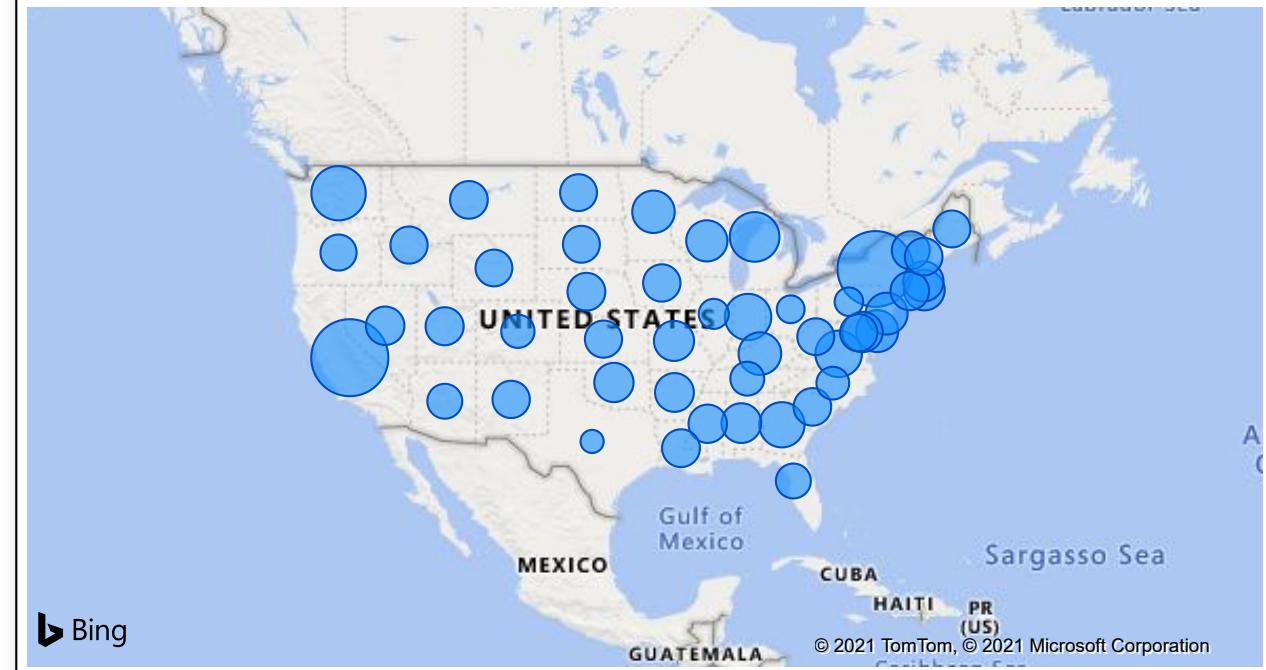 UNITED STATES
Gulf of
Mexico
MEXICO
Sargasso Sea
CUBA
HAITI
PR
(US)
Bing
GUATEMALA
© 2021 TomTom, © 2021 Microsoft Corporation